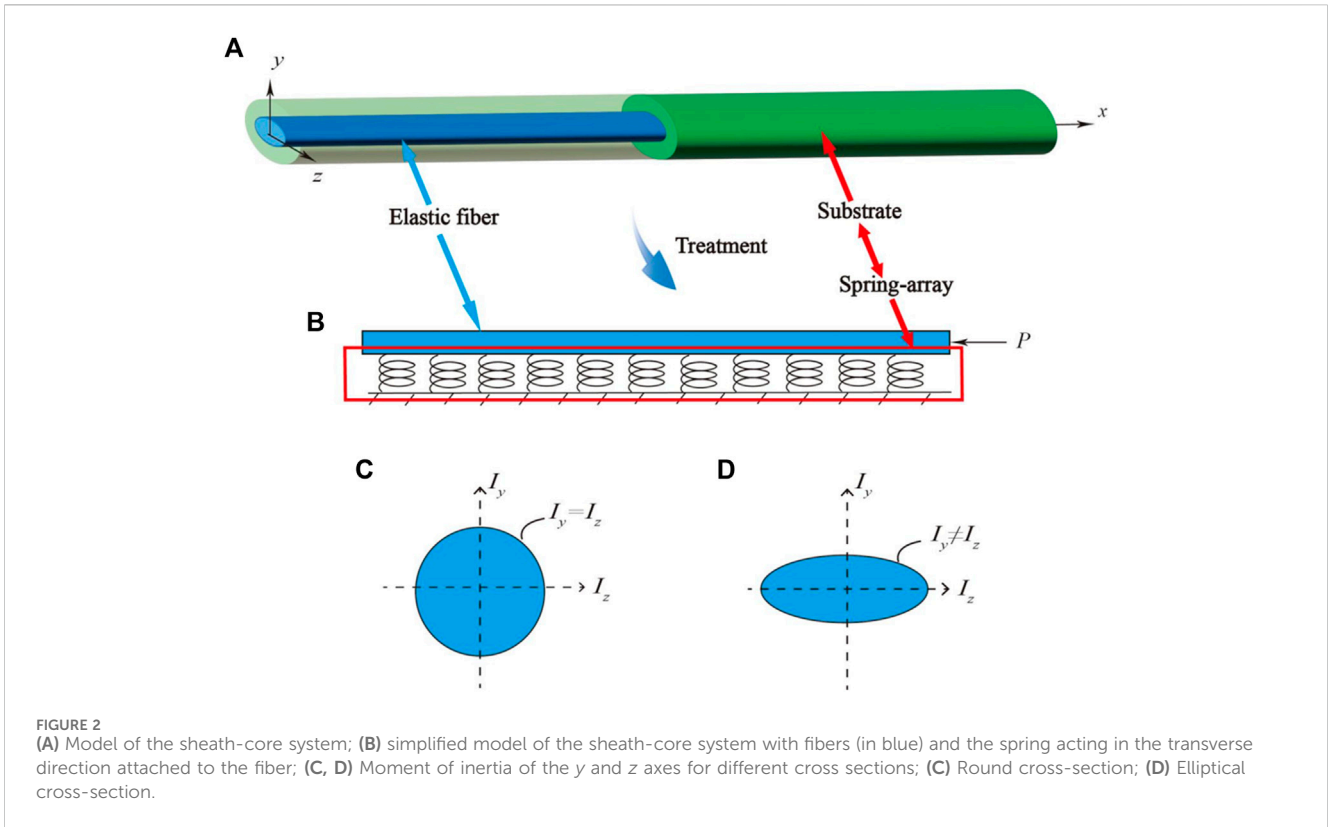 A
y
x
z
Elastic fiber
Substrate
Treatment
Spring-array
B
P
C
D
I_y
I_y
I_y=I_z
I_y≠I_z
I_z
I_z
FIGURE 2
(A) Model of the sheath-core system; (B) simplified model of the sheath-core system with fibers (in blue) and the spring acting in the transverse
direction attached to the fiber; (C, D) Moment of inertia of the y and z axes for different cross sections; (C) Round cross-section; (D) Elliptical
cross-section.